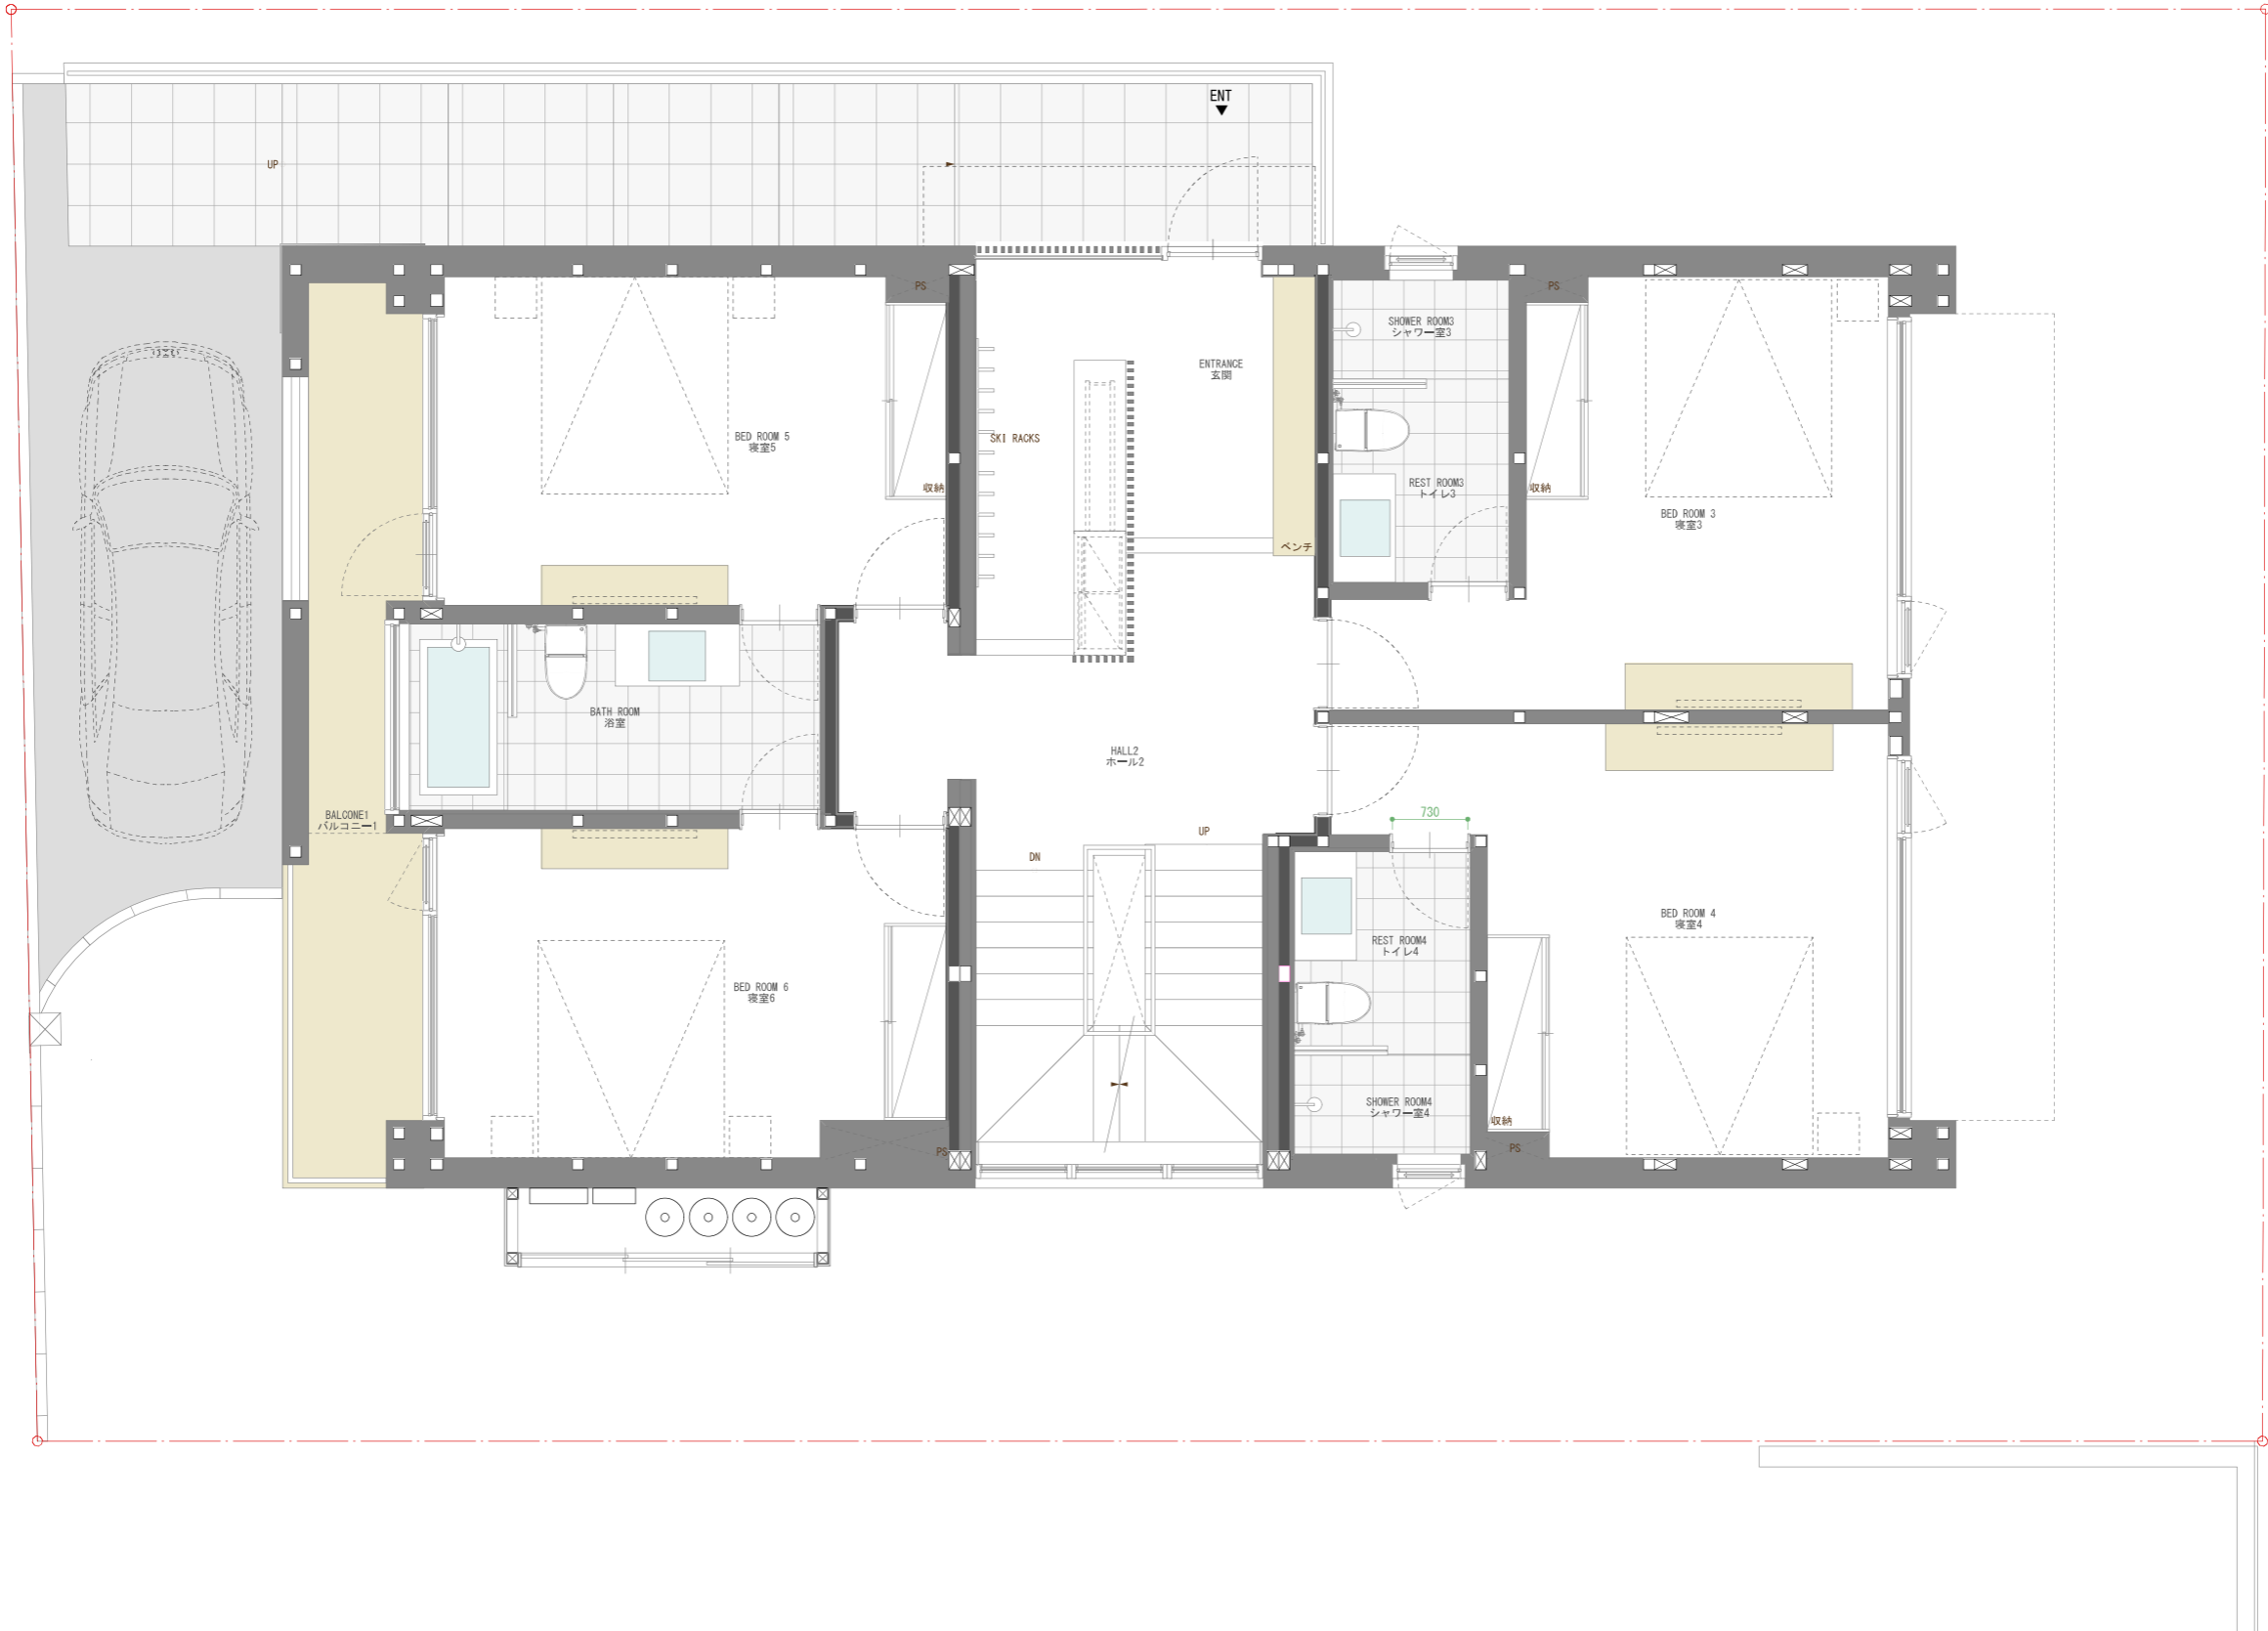 ENT
UP
PS
PS
SHOWER ROOM3
シャワー室3
ENTRANCE
玄関
BED ROOM 5
寝室5
SKI RACKS
収納
REST ROOM3
トイレ3
収納
BED ROOM 3
寝室3
ベンチ
BATH ROOM
浴室
HALL2
ホール2
BALCONE1
バルコニー1
730
UP
DN
BED ROOM 4
寝室4
REST ROOM4
トイレ4
BED ROOM 6
寝室6
SHOWER ROOM4
シャワー室4
収納
PS
PS